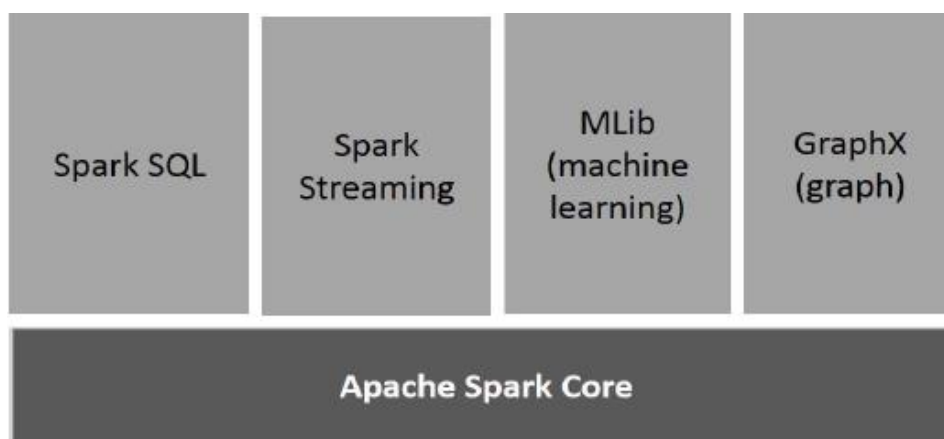 Spark SQL
Spark
Streaming
MLib
(machine
learning)
GraphX
(graph)
Apache Spark Core